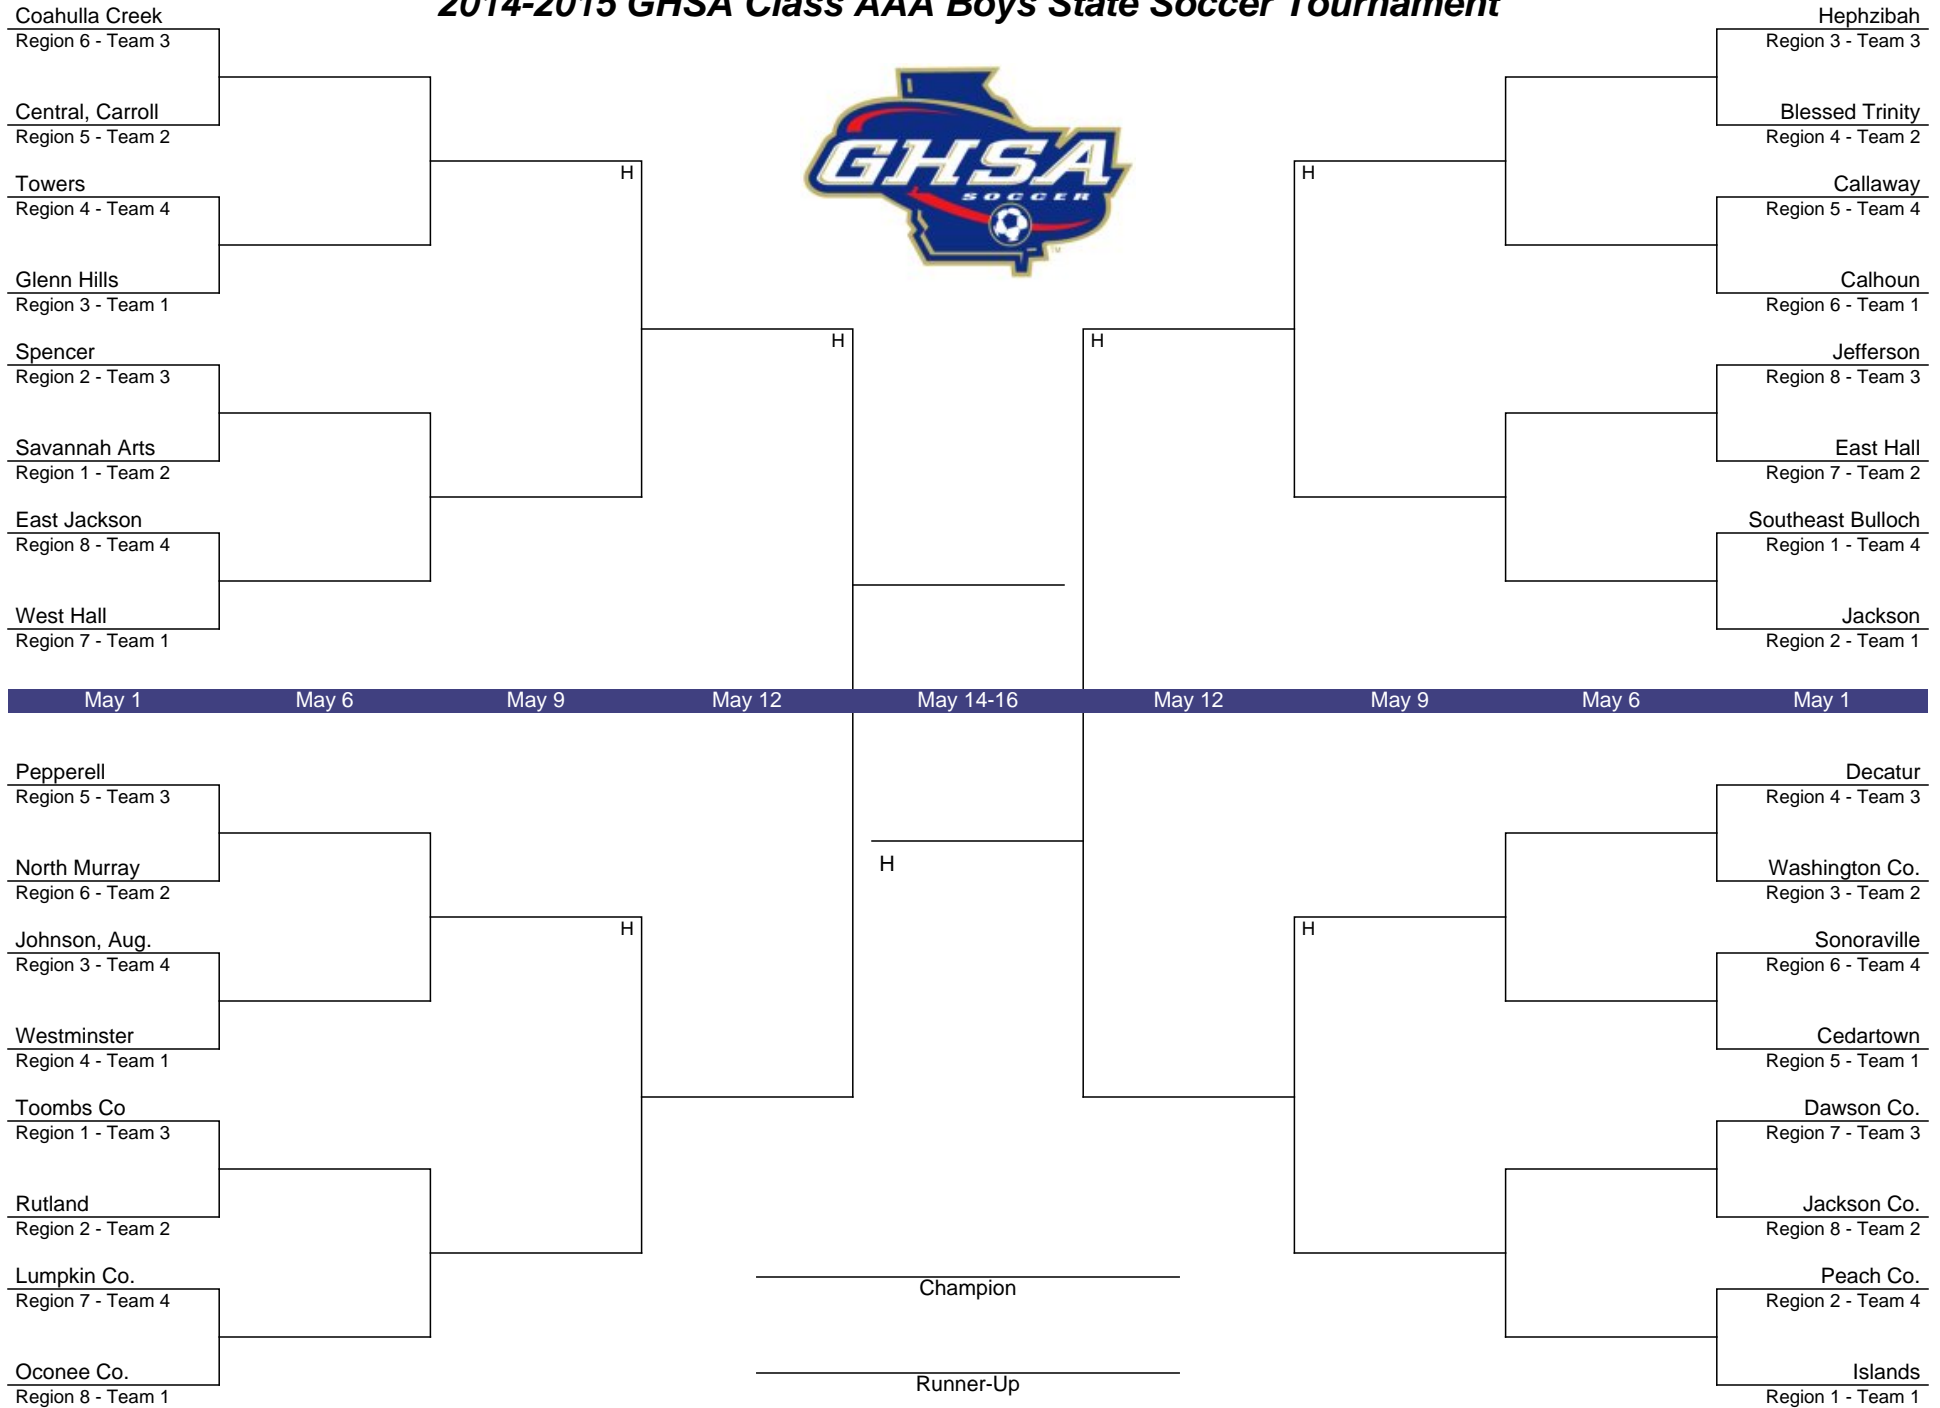 2014-2015 GHSA Class AAA Boys State Soccer Tournament
Coahulla Creek
Region 6 - Team 3
Central, Carroll
Region 5 - Team 2
Towers
Region 4 - Team 4
Glenn Hills
Region 3 - Team 1
Spencer
Region 2 - Team 3
Savannah Arts
Region 1 - Team 2
East Jackson
Region 8 - Team 4
West Hall
Region 7 - Team 1
H
H
GHSA
SOCCER
TM
H
H
Hephzibah
Region 3 - Team 3
Blessed Trinity
Region 4 - Team 2
Callaway
Region 5 - Team 4
Calhoun
Region 6 - Team 1
Jefferson
Region 8 - Team 3
East Hall
Region 7 - Team 2
Southeast Bulloch
Region 1 - Team 4
Jackson
Region 2 - Team 1
May 1 May 6 May 9 May 12 May 14-16 May 12 May 9 May 6 May 1
Pepperell
Region 5 - Team 3
North Murray
Region 6 - Team 2
Johnson, Aug.
Region 3 - Team 4
Westminster
Region 4 - Team 1
Toombs Co
Region 1 - Team 3
Rutland
Region 2 - Team 2
Lumpkin Co.
Region 7 - Team 4
Oconee Co.
Region 8 - Team 1
H
H
H
Champion
Runner-Up
Decatur
Region 4 - Team 3
Washington Co.
Region 3 - Team 2
Sonoraville
Region 6 - Team 4
Cedartown
Region 5 - Team 1
Dawson Co.
Region 7 - Team 3
Jackson Co.
Region 8 - Team 2
Peach Co.
Region 2 - Team 4
Islands
Region 1 - Team 1